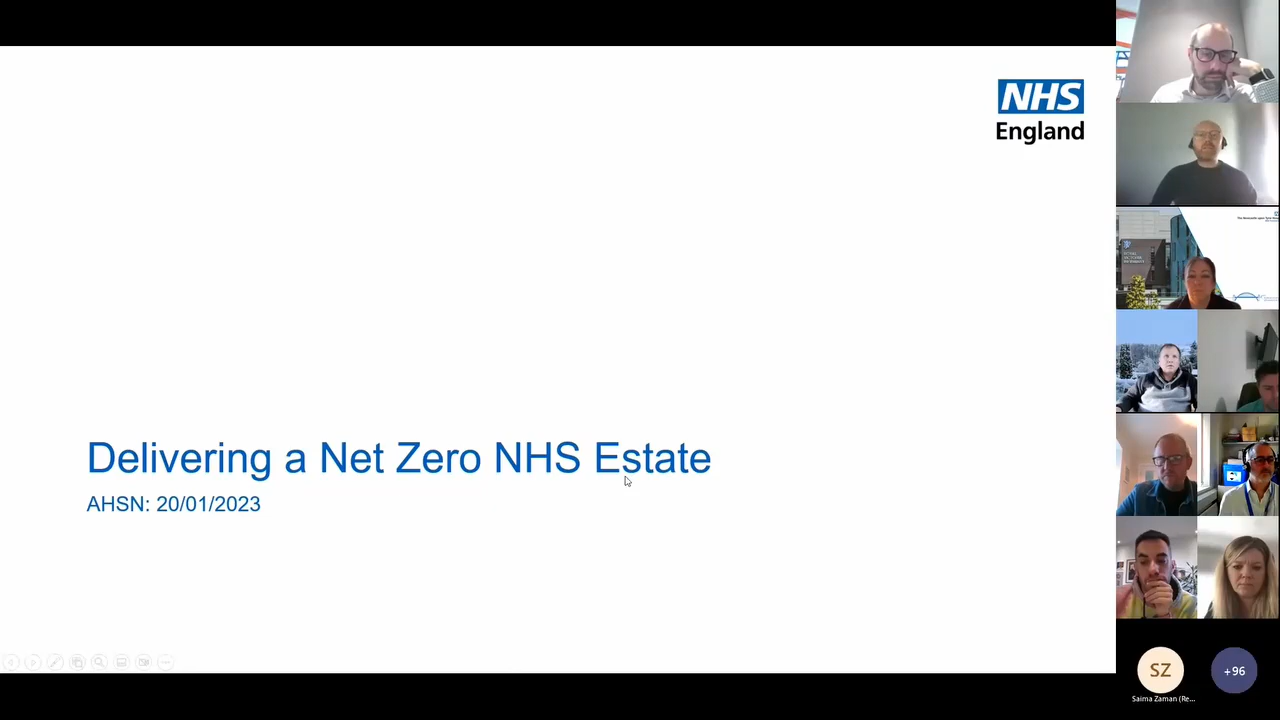 NHS
England
Delivering a Net Zero NHS Estate
AHSN: 20/01/2023
SZ
+96
Saima Zaman (Re...